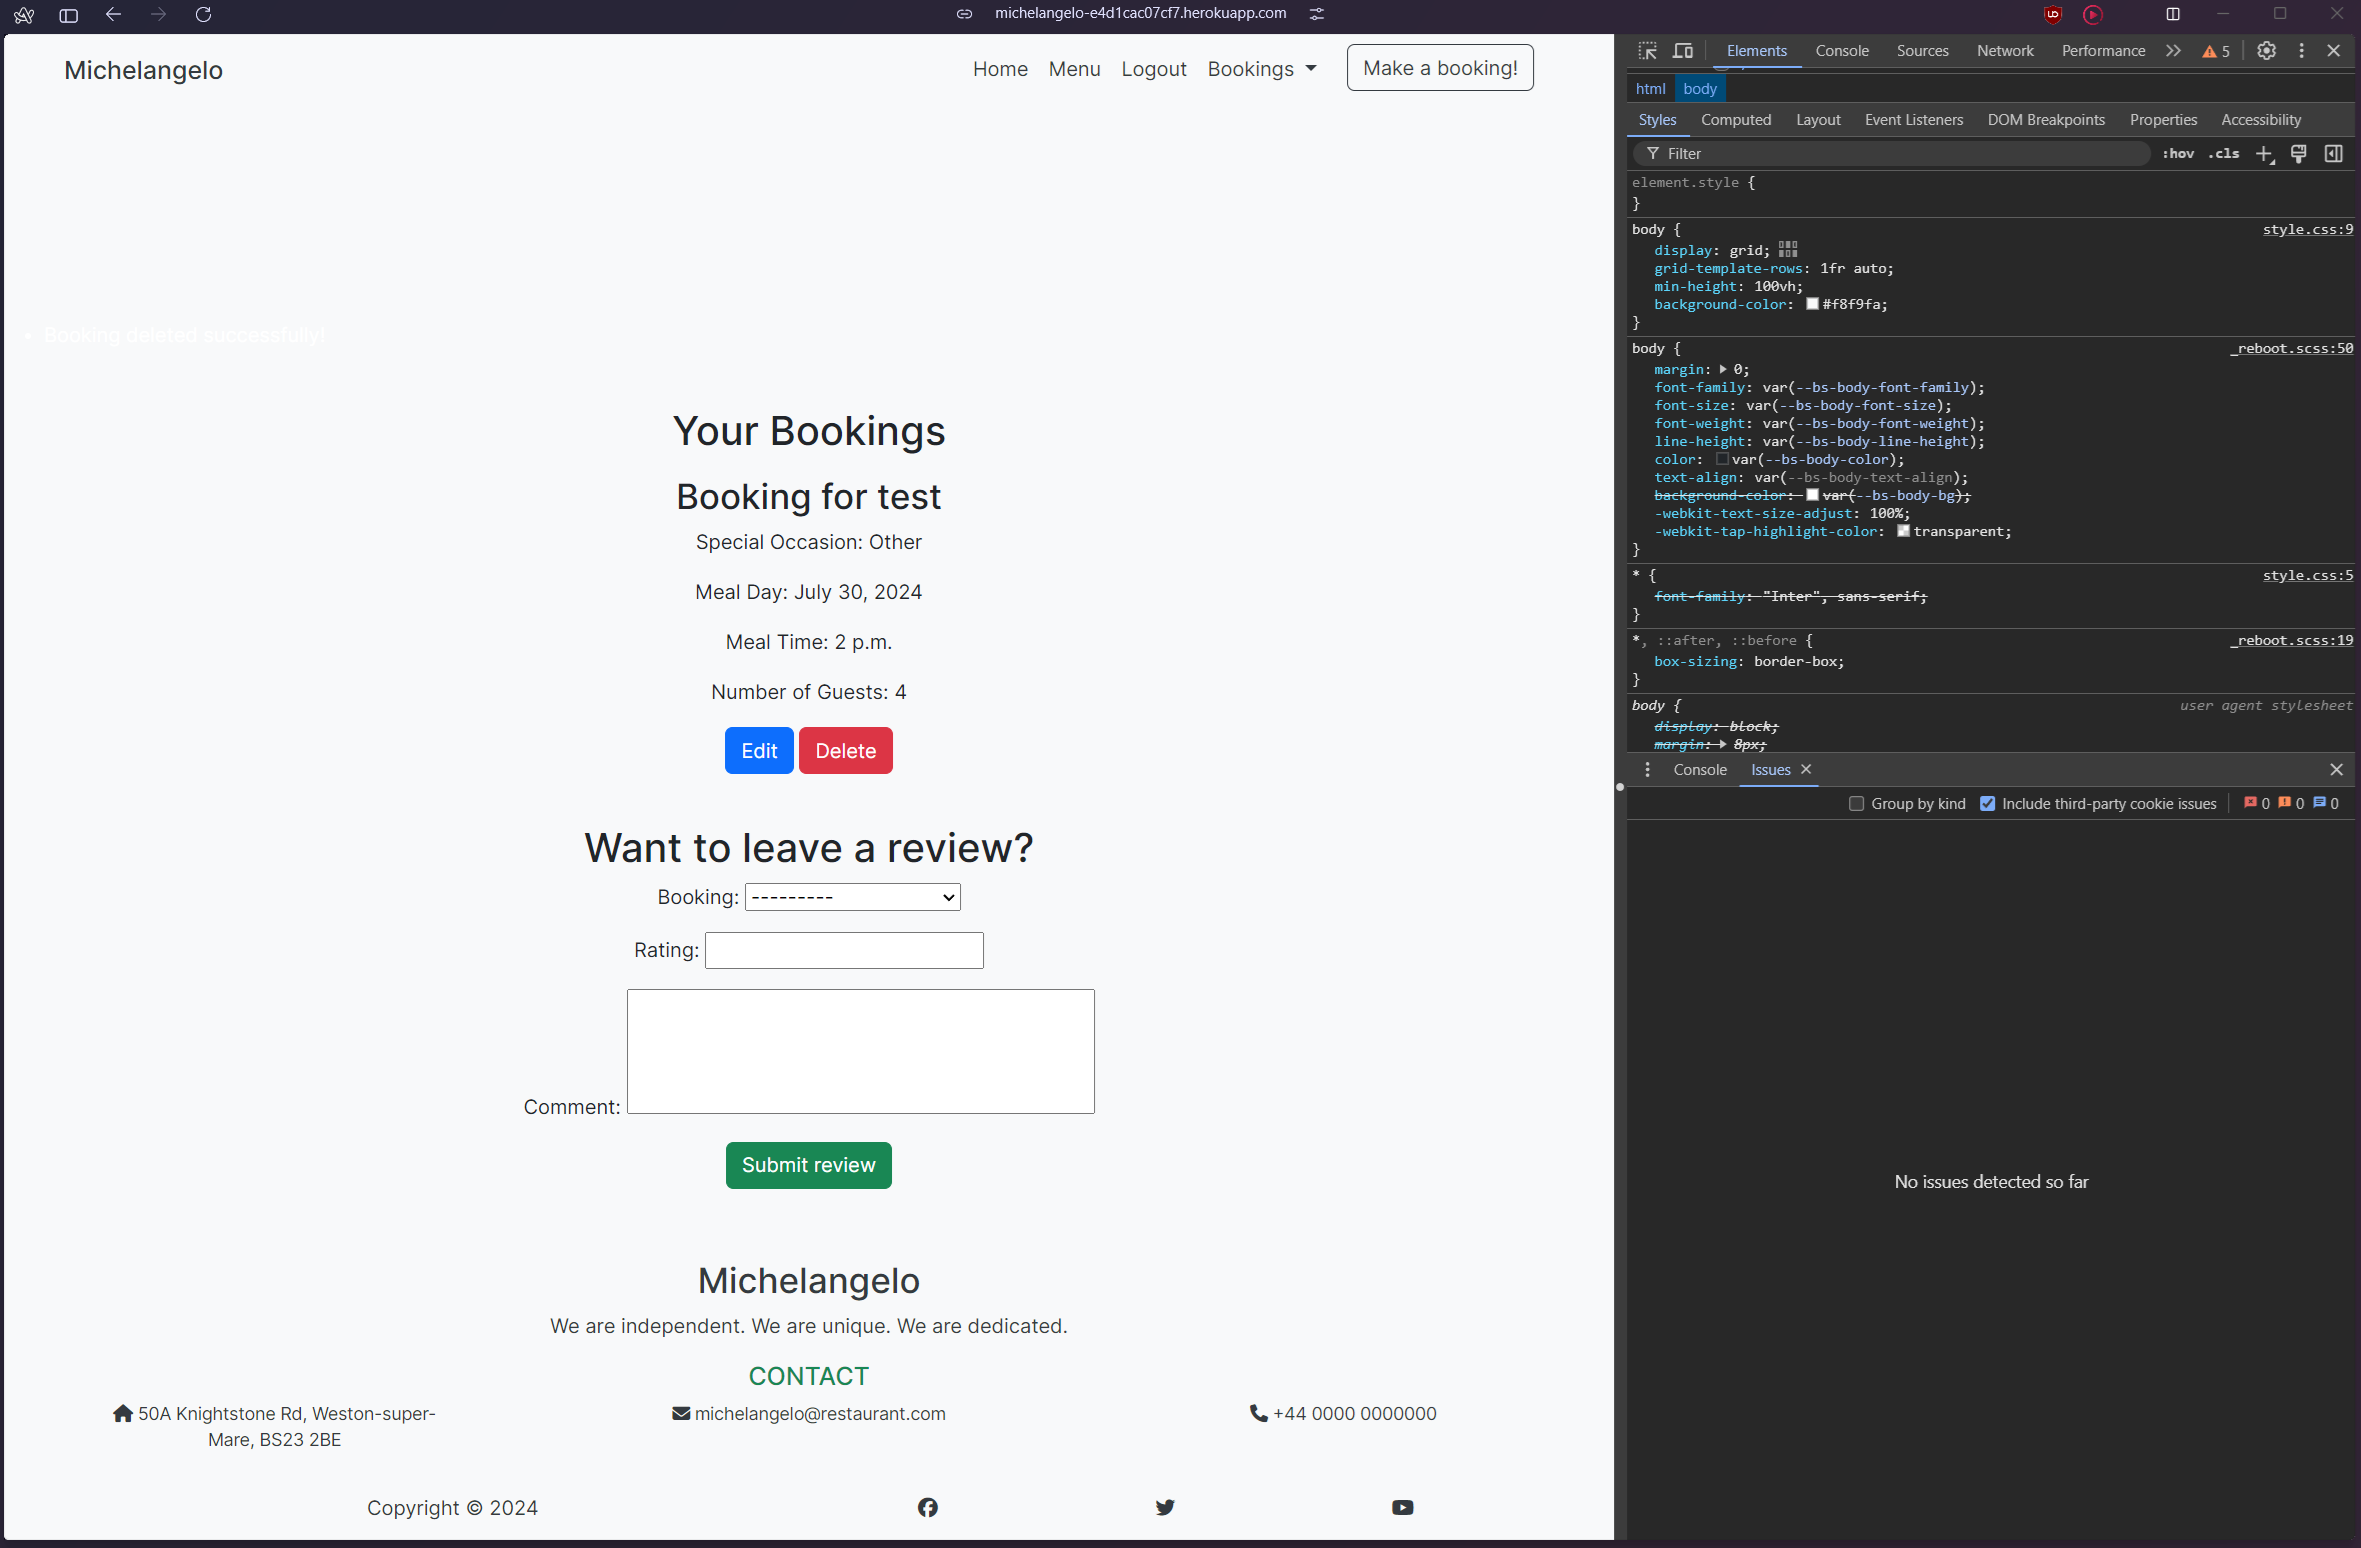 michelangelo-e4d1cac07cf7.herokuapp.com
Michelangelo
Home Menu Logout Bookings Make a booking!
Booking deleted successfully!
Your Bookings
Booking for test
Special Occasion: Other
Meal Day: July 30, 2024
Meal Time: 2 p.m.
Number of Guests: 4
Edit Delete
Want to leave a review?
Booking: ---------
Rating:
Comment:
Submit review
Michelangelo
We are independent. We are unique. We are dedicated.
CONTACT
50A Knightstone Rd, Weston-super-
Mare, BS23 2BE
michelangelo@restaurant.com
+44 0000 0000000
Copyright © 2024
Elements Console Sources Network Performance 5
html body
Styles Computed Layout Event Listeners DOM Breakpoints Properties Accessibility
Filter :hov .cls
element.style {
}
body { style.css:9
display: grid;
grid-template-rows: 1fr auto;
min-height: 100vh;
background-color: #f8f9fa;
}
body { _reboot.scss:50
margin: 0;
font-family: var(--bs-body-font-family);
font-size: var(--bs-body-font-size);
font-weight: var(--bs-body-font-weight);
line-height: var(--bs-body-line-height);
color: var(--bs-body-color);
text-align: var(--bs-body-text-align);
background-color: var(--bs-body-bg);
-webkit-text-size-adjust: 100%;
-webkit-tap-highlight-color: transparent;
}
* { style.css:5
font-family: "Inter", sans-serif;
}
*, ::after, ::before { _reboot.scss:19
box-sizing: border-box;
}
body { user agent stylesheet
display: block;
margin: 8px;
Console Issues
Group by kind Include third-party cookie issues 0 0 0
No issues detected so far